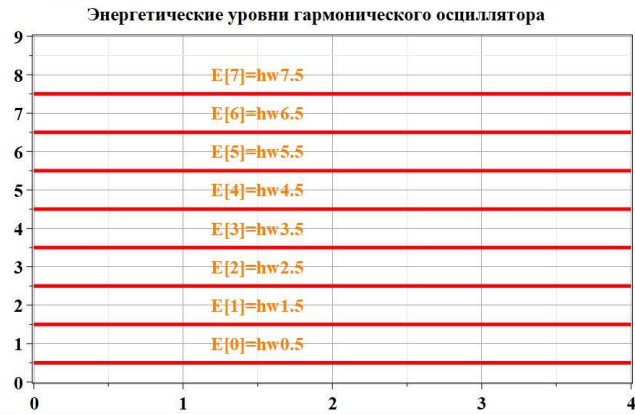 Энергетические уровни гармонического осциллятора
9
8
E[7]=hw7.5
7
E[6]=hw6.5
6
E[5]=hw5.5
5
E[4]=hw4.5
4
E[3]=hw3.5
3
E[2]=hw2.5
2
E[1]=hw1.5
1
E[0]=hw0.5
0
0 1 2 3 4